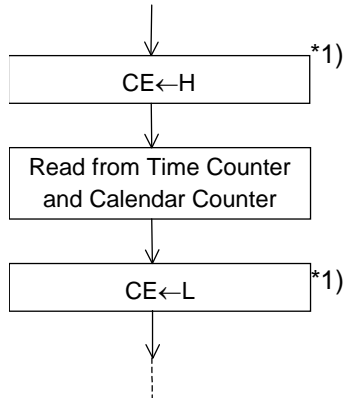 *1)
CE←H
Read from Time Counter
and Calendar Counter
*1)
CE←L